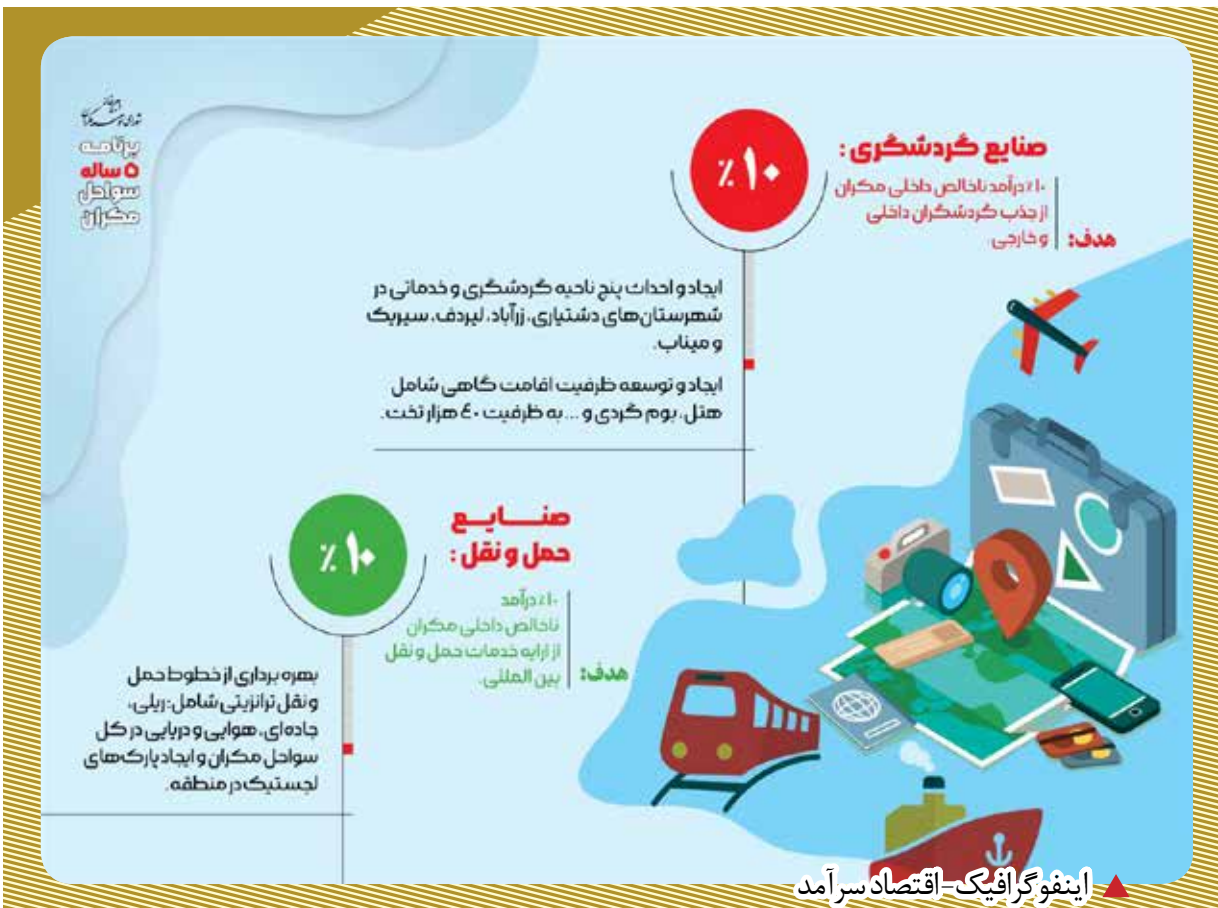 برنامه
۵ ساله
سواحل
مکران
صنایع گردشگری :
٪۱۰
۱۰٪ درآمد ناخالص داخلی مکران
از جذب گردشگران داخلی
هدف: و خارجی.
ایجاد و احداث پنج ناحیه گردشگری و خدماتی در
شهرستان‌های دشتیاری، زرآباد، لیردف، سیریک
و میناب.
ایجاد و توسعه ظرفیت اقامت گاهی شامل
هتل، بوم گردی و ... به ظرفیت ۴۰ هزار تخت.
صنـــایــع
حمل و نقل :
٪۱۰
۱۰٪ درآمد
ناخالص داخلی مکران
از ارایه خدمات حمل و نقل
هدف: بین المللی.
بهره برداری از خطوط حمل
و نقل ترانزیتی شامل: ریلی،
جاده‌ای، هوایی و دریایی در کل
سواحل مکران و ایجاد پارک‌های
لجستیک در منطقه.
اینفوگرافیک-اقتصاد سرآمد